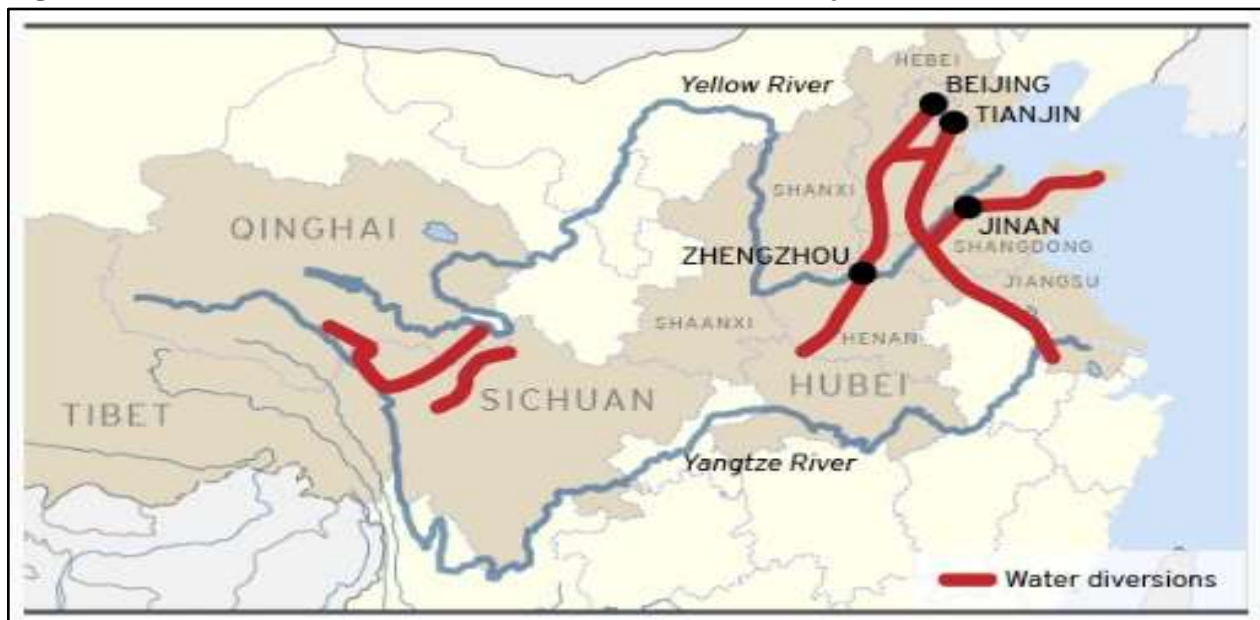 HEBEI
Yellow River
BEIJING
TIANJIN
SHANXI
QINGHAI
JINAN
ZHENGZHOU
SHANGDONG
JIANGSU
SHAANXI
HENAN
HUBEI
SICHUAN
TIBET
Yangtze River
Water diversions